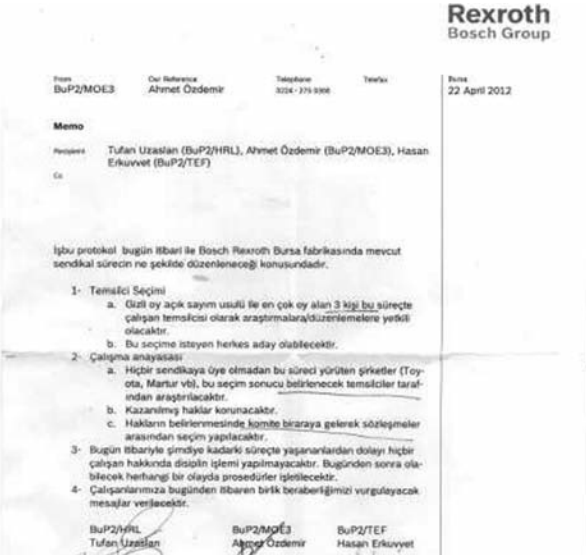 Rexroth
Bosch Group
From Our Reference Telephone Telefax Bursa
BuP2/MOE3 Ahmet Özdemir 22 April 2012
Memo
Recipient Tufan Uzaslan (BuP2/HRL), Ahmet Özdemir (BuP2/MOE3), Hasan
Erkuvvet (BuP2/TEF)
Cc
İşbu protokol bugün itibari ile Bosch Rexroth Bursa fabrikasında mevcut
sendikal sürecin ne şekilde düzenleneceği konusundadır.
1- Temsilci Seçimi
a. Gizli oy açık sayım usulü ile en çok oy alan 3 kişi bu süreçte
çalışan temsilcisi olarak araştırmalara/düzenlemelere yetkili
olacaktır.
b. Bu seçime isteyen herkes aday olabilecektir.
2- Çalışma anayasası
a. Hiçbir sendikaya üye olmadan bu süreci yürüten şirketler (Toy-
ota, Martur vb), bu seçim sonucu belirlenecek temsilciler taraf-
ından araştırılacaktır.
b. Kazanılmış haklar korunacaktır.
c. Hakların belirlenmesinde komite biraraya gelerek sözleşmeler
arasından seçim yapılacaktır.
3- Bugün itibariyle şimdiye kadarki süreçte yaşananlardan dolayı hiçbir
çalışan hakkında disiplin işlemi yapılmayacaktır. Bugünden sonra ola-
bilecek herhangi bir olayda prosedürler işletilecektir.
4- Çalışanlarımıza bugünden itibaren birlik beraberliğimizi vurgulayacak
mesajlar verilecektir.
BuP2/HRL BuP2/MOE3 BuP2/TEF
Tufan Uzaslan Ahmet Özdemir Hasan Erkuvvet